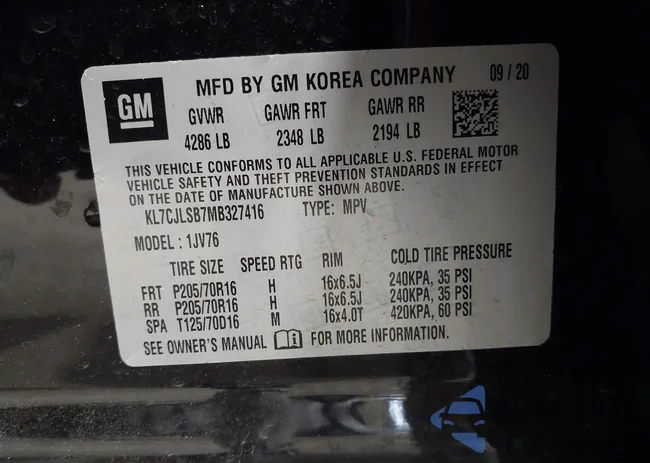 GM
MFD BY GM KOREA COMPANY 09 / 20
GVWR GAWR FRT GAWR RR
4286 LB 2348 LB 2194 LB
THIS VEHICLE CONFORMS TO ALL APPLICABLE U.S. FEDERAL MOTOR
VEHICLE SAFETY AND THEFT PREVENTION STANDARDS IN EFFECT
ON THE DATE OF MANUFACTURE SHOWN ABOVE.
KL7CJLSB7MB327416 TYPE: MPV
MODEL : 1JV76
TIRE SIZE SPEED RTG RIM COLD TIRE PRESSURE
FRT P205/70R16 H 16x6.5J 240KPA, 35 PSI
RR P205/70R16 H 16x6.5J 240KPA, 35 PSI
SPA T125/70D16 M 16x4.0T 420KPA, 60 PSI
SEE OWNER'S MANUAL FOR MORE INFORMATION.